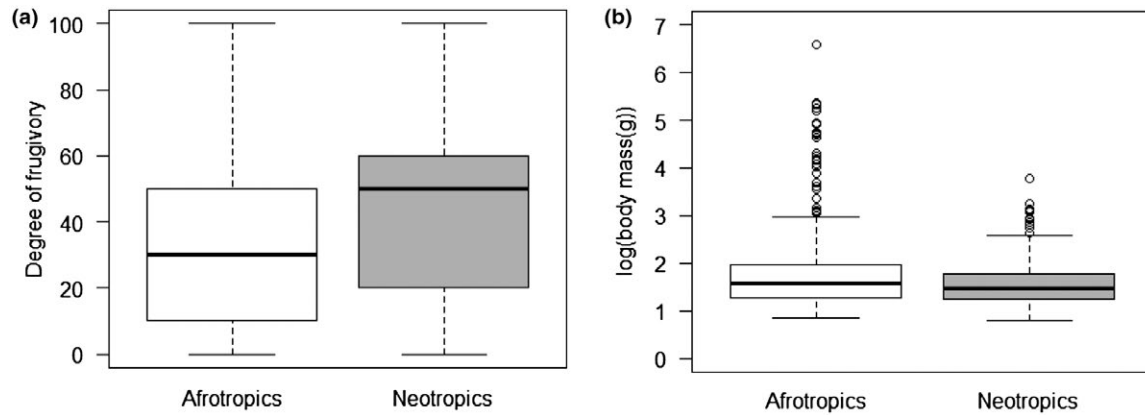 (a)
Degree of frugivory
100
80
60
40
20
0
Afrotropics Neotropics
(b)
log(body mass(g))
7
6
5
4
3
2
1
0
Afrotropics Neotropics